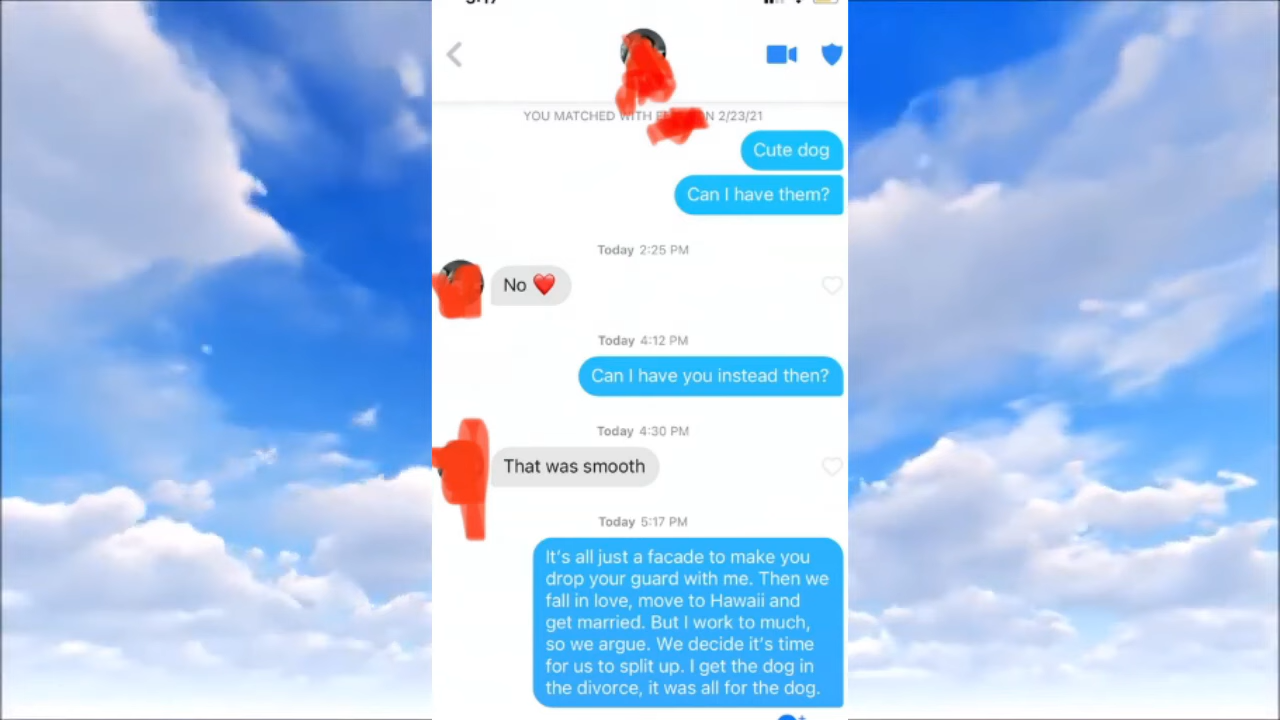 YOU MATCHED WITH ON 2/23/21
Cute dog
Can I have them?
Today 2:25 PM
No ❤️
Today 4:12 PM
Can I have you instead then?
Today 4:30 PM
That was smooth
Today 5:17 PM
It's all just a facade to make you
drop your guard with me. Then we
fall in love, move to Hawaii and
get married. But I work to much,
so we argue. We decide it's time
for us to split up. I get the dog in
the divorce, it was all for the dog.